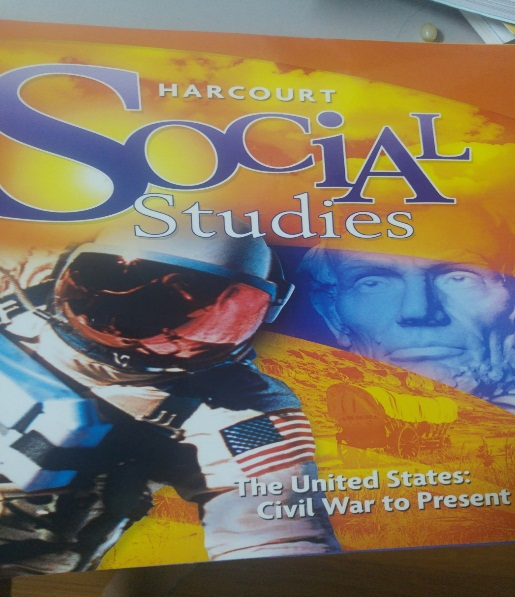 HARCOURT
SOCiAL
Studies
The United States:
Civil War to Present